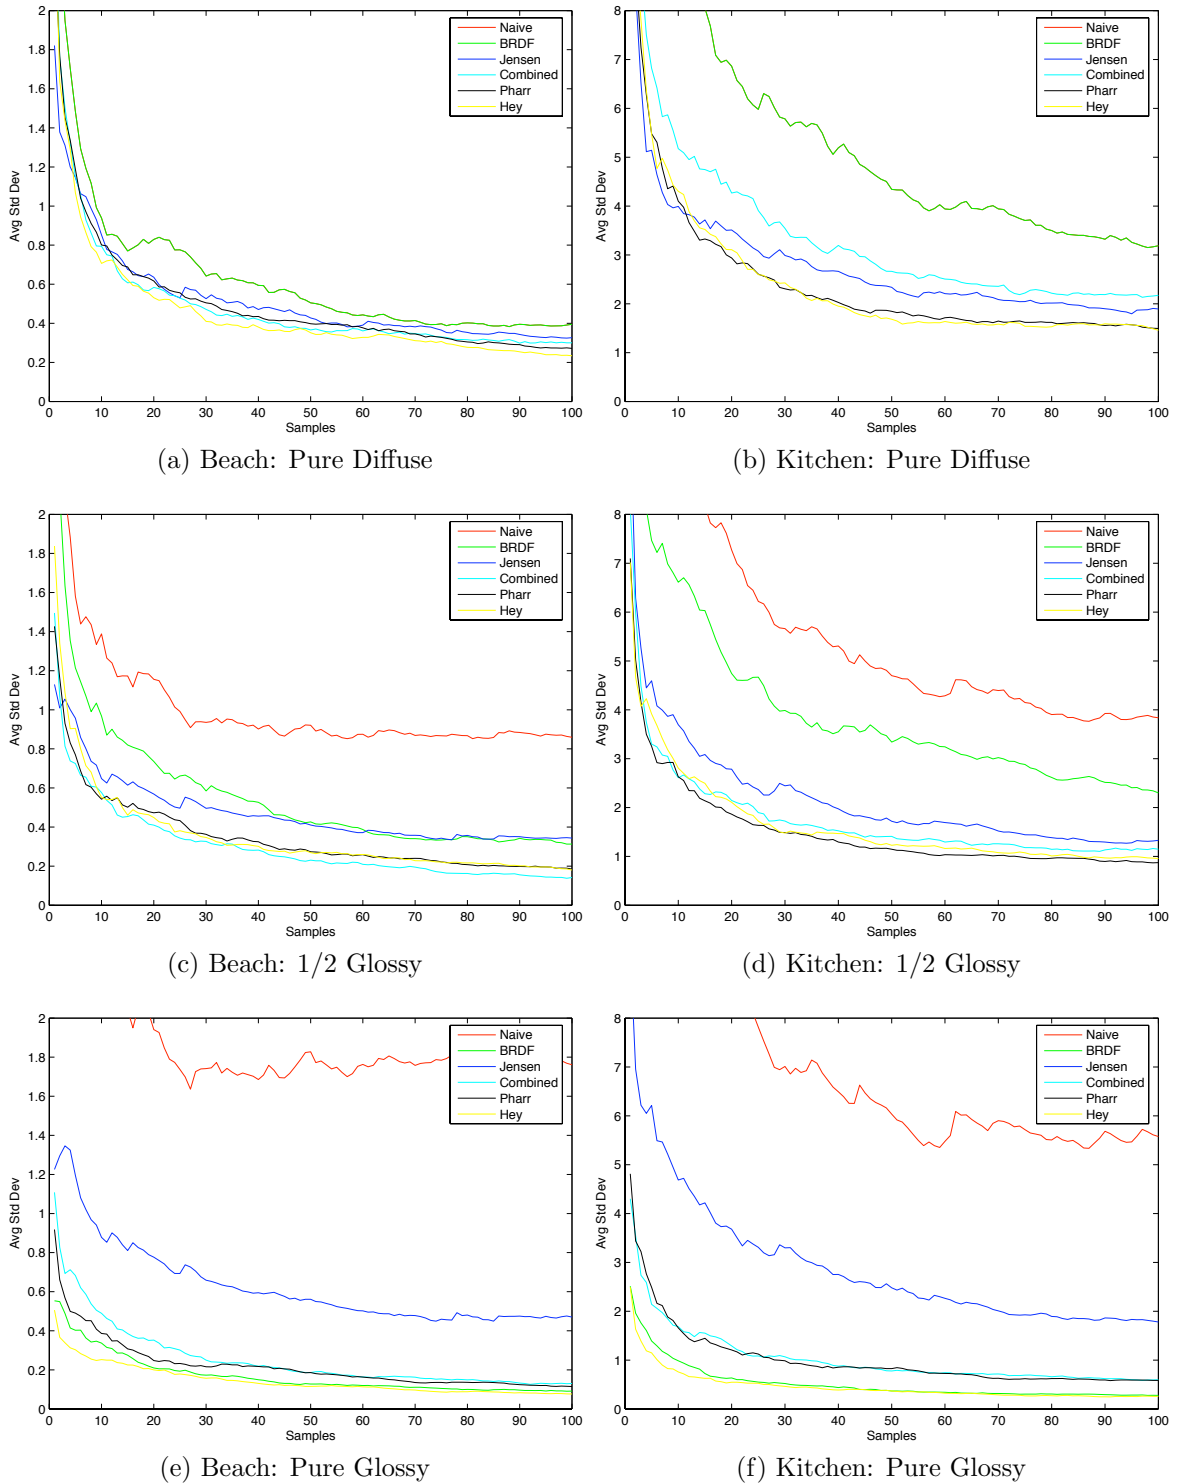 2
1.8
1.6
1.4
1.2
1
0.8
0.6
0.4
0.2
0
Avg Std Dev
0 10 20 30 40 50 60 70 80 90 100
Samples
Naive
BRDF
Jensen
Combined
Pharr
Hey
(a) Beach: Pure Diffuse
8
7
6
5
4
3
2
1
0
Avg Std Dev
0 10 20 30 40 50 60 70 80 90 100
Samples
Naive
BRDF
Jensen
Combined
Pharr
Hey
(b) Kitchen: Pure Diffuse
2
1.8
1.6
1.4
1.2
1
0.8
0.6
0.4
0.2
0
Avg Std Dev
0 10 20 30 40 50 60 70 80 90 100
Samples
Naive
BRDF
Jensen
Combined
Pharr
Hey
(c) Beach: 1/2 Glossy
8
7
6
5
4
3
2
1
0
Avg Std Dev
0 10 20 30 40 50 60 70 80 90 100
Samples
Naive
BRDF
Jensen
Combined
Pharr
Hey
(d) Kitchen: 1/2 Glossy
2
1.8
1.6
1.4
1.2
1
0.8
0.6
0.4
0.2
0
Avg Std Dev
0 10 20 30 40 50 60 70 80 90 100
Samples
Naive
BRDF
Jensen
Combined
Pharr
Hey
(e) Beach: Pure Glossy
8
7
6
5
4
3
2
1
0
Avg Std Dev
0 10 20 30 40 50 60 70 80 90 100
Samples
Naive
BRDF
Jensen
Combined
Pharr
Hey
(f) Kitchen: Pure Glossy